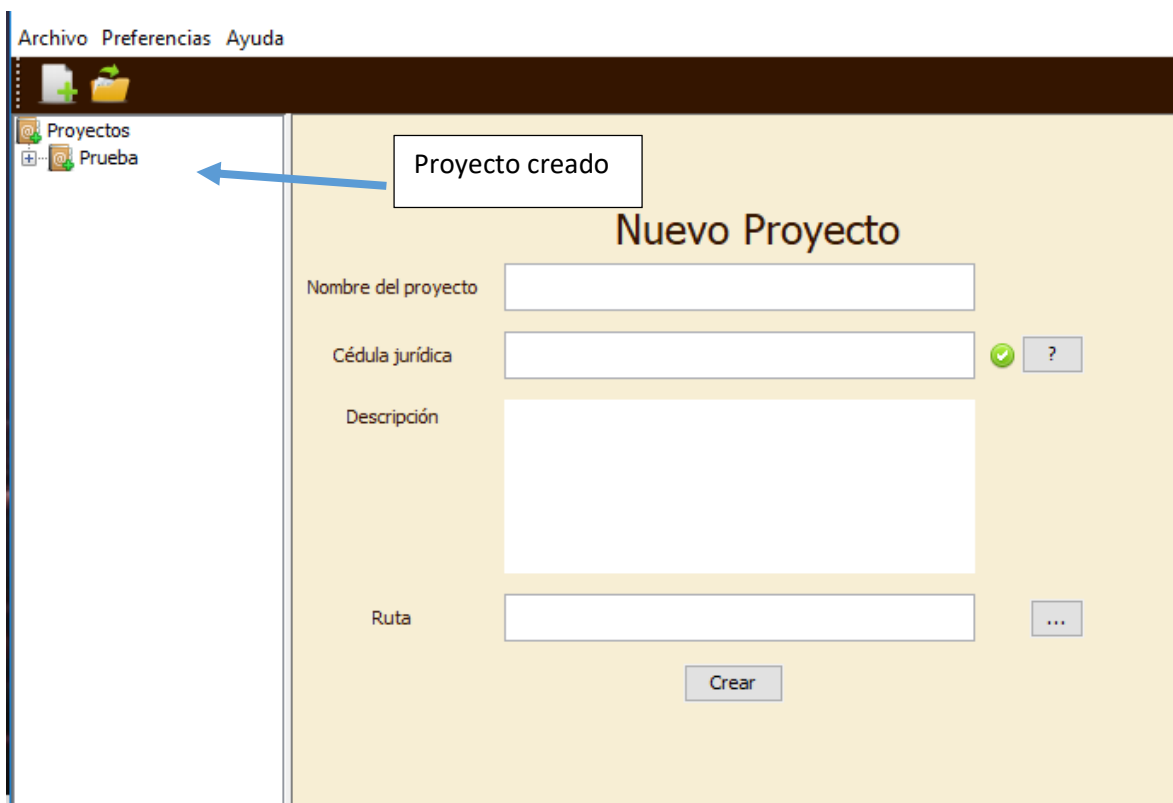 Archivo Preferencias Ayuda
Proyectos
Prueba
Proyecto creado
Nuevo Proyecto
Nombre del proyecto
Cédula jurídica
?
Descripción
Ruta
...
Crear